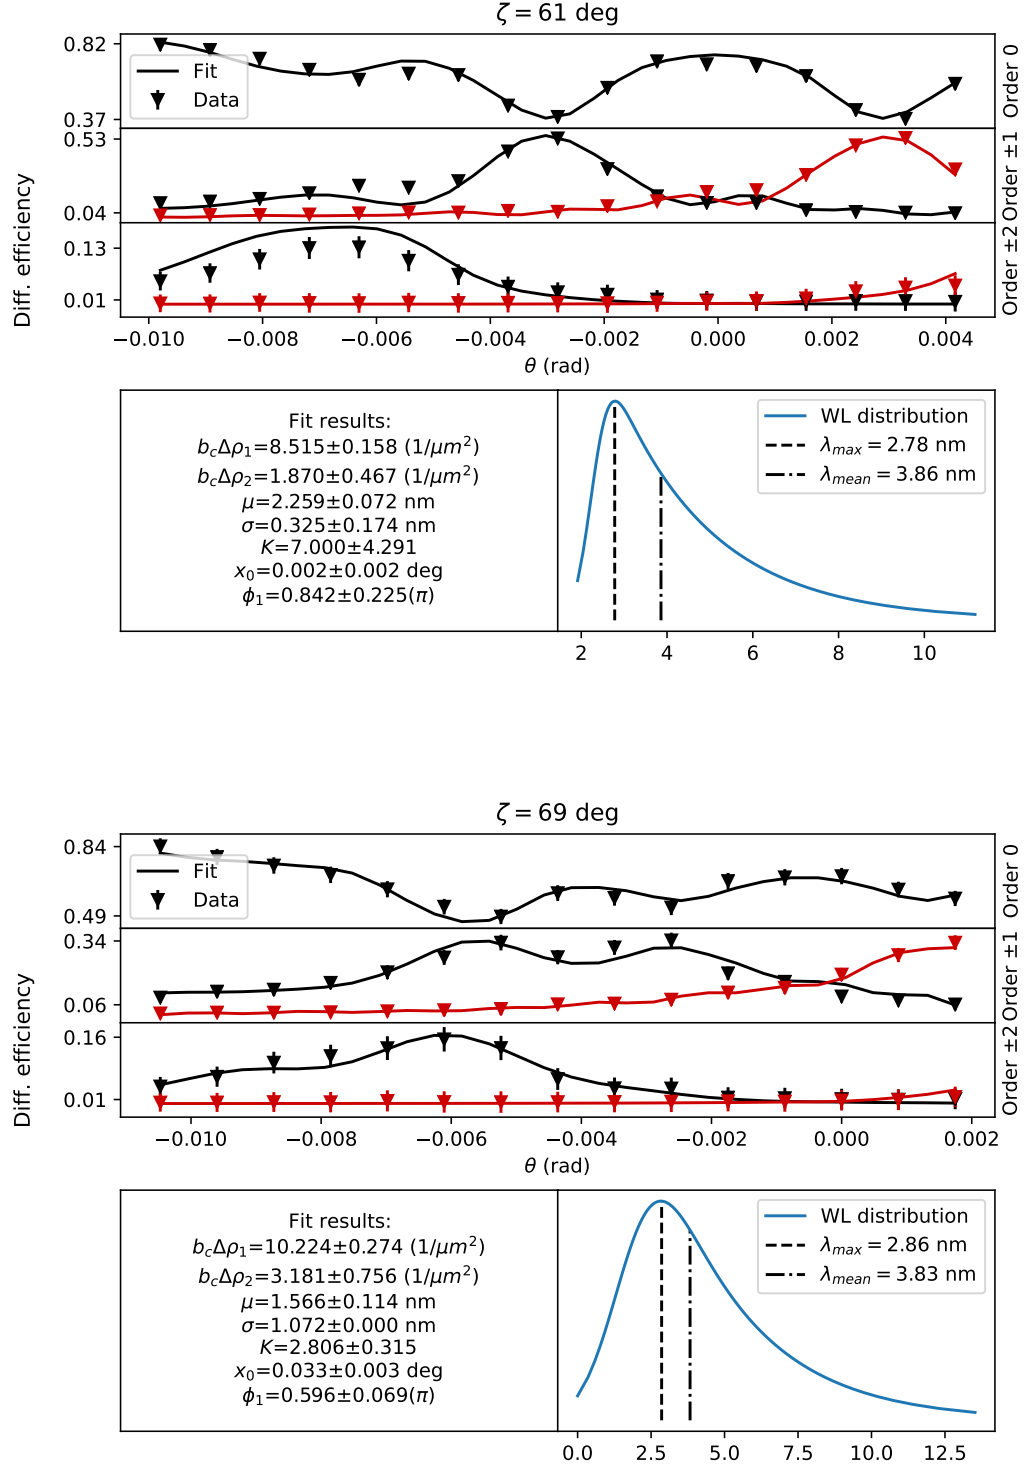 ζ = 61 deg
0.82
0.37
Fit
Data
Order 0
0.53
0.04
Order ±1
0.13
0.01
Order ±2
Diff. efficiency
−0.010 −0.008 −0.006 −0.004 −0.002 0.000 0.002 0.004
θ (rad)
Fit results:
b_cΔρ_1=8.515±0.158 (1/μm^2)
b_cΔρ_2=1.870±0.467 (1/μm^2)
μ=2.259±0.072 nm
σ=0.325±0.174 nm
K=7.000±4.291
x_0=0.002±0.002 deg
ϕ_1=0.842±0.225(π)
WL distribution
λ_max = 2.78 nm
λ_mean = 3.86 nm
2 4 6 8 10
ζ = 69 deg
0.84
0.49
Fit
Data
Order 0
0.34
0.06
Order ±1
0.16
0.01
Order ±2
Diff. efficiency
−0.010 −0.008 −0.006 −0.004 −0.002 0.000 0.002
θ (rad)
Fit results:
b_cΔρ_1=10.224±0.274 (1/μm^2)
b_cΔρ_2=3.181±0.756 (1/μm^2)
μ=1.566±0.114 nm
σ=1.072±0.000 nm
K=2.806±0.315
x_0=0.033±0.003 deg
ϕ_1=0.596±0.069(π)
WL distribution
λ_max = 2.86 nm
λ_mean = 3.83 nm
0.0 2.5 5.0 7.5 10.0 12.5